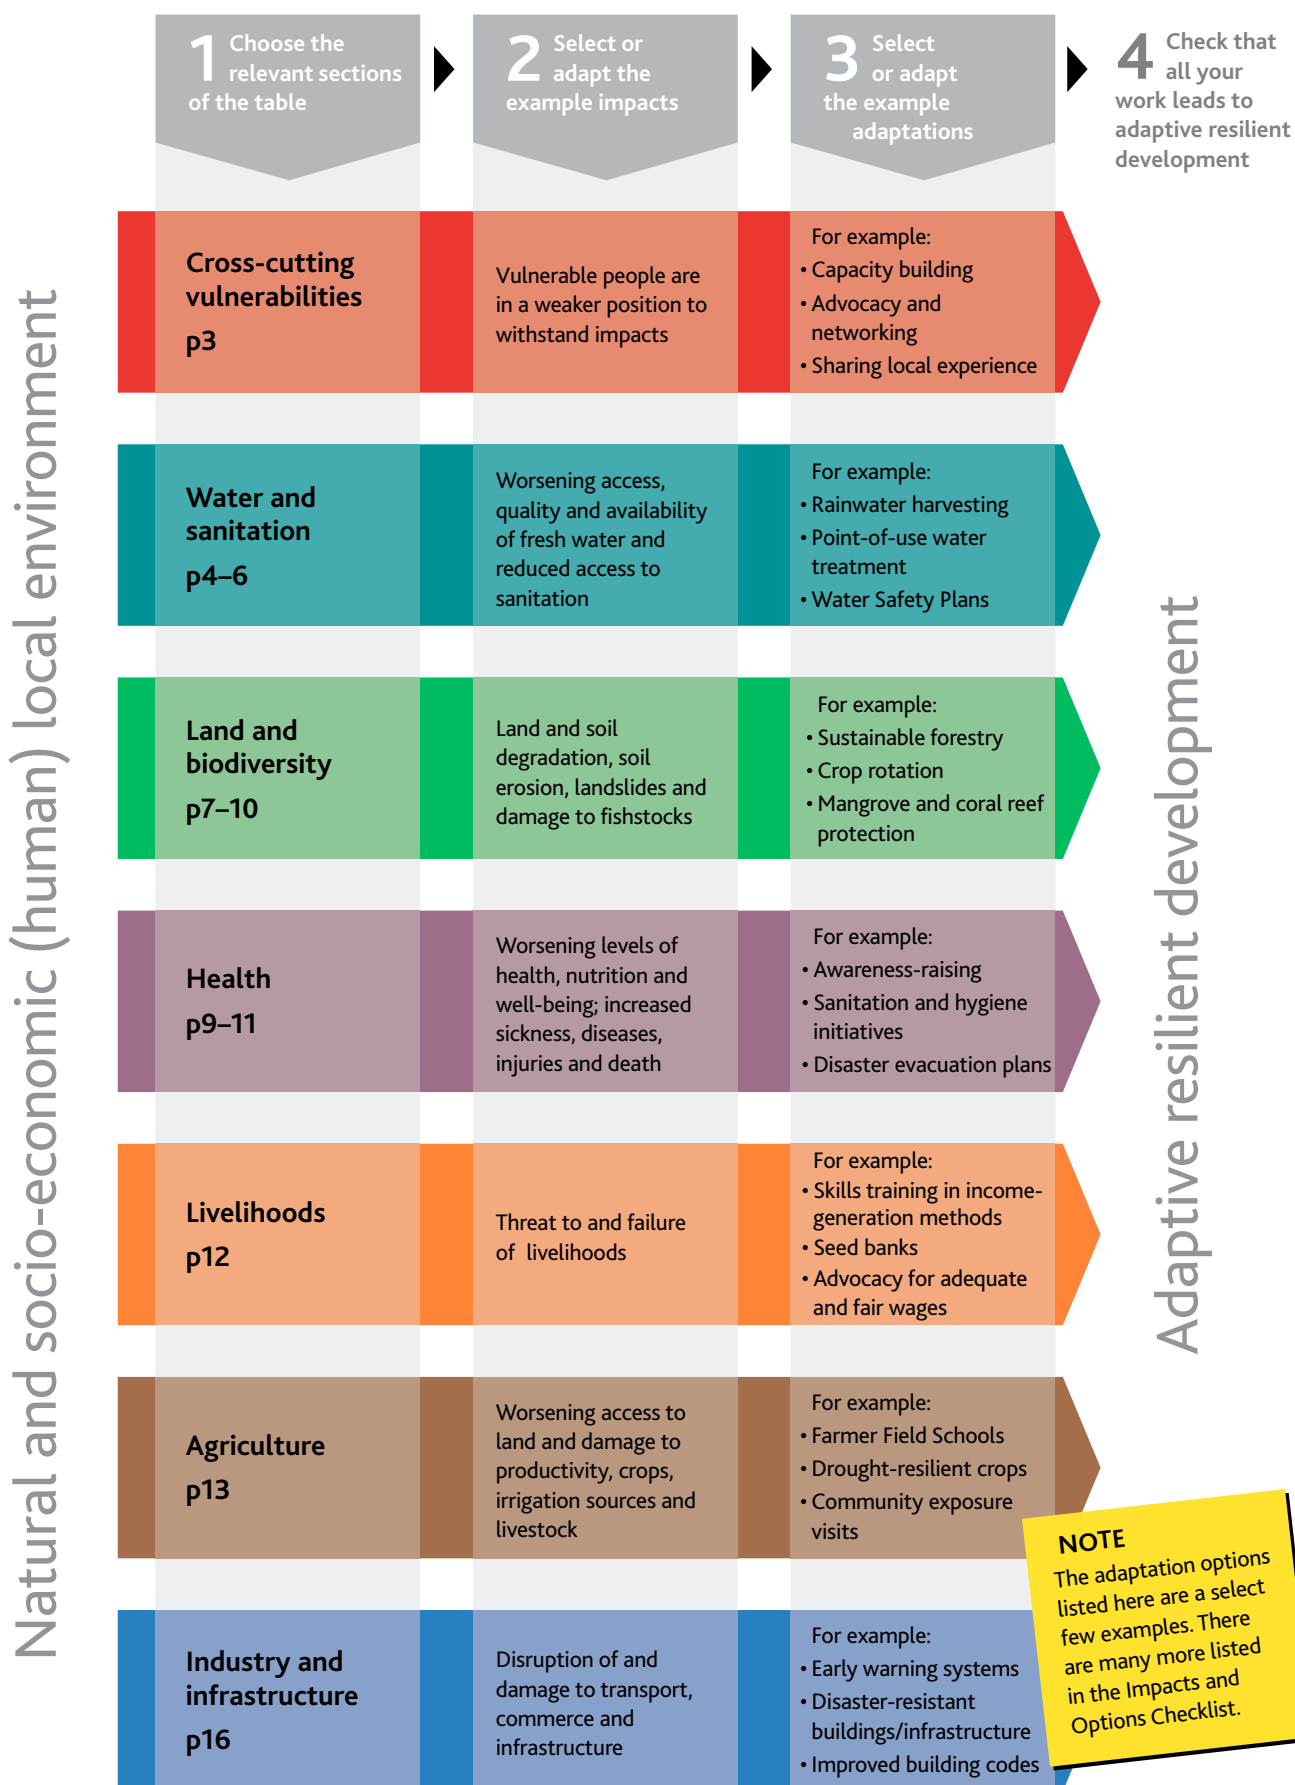 1 Choose the
relevant sections
of the table
2 Select or
adapt the
example impacts
3 Select
or adapt
the example
adaptations
4 Check that
all your
work leads to
adaptive resilient
development
Natural and socio-economic (human) local environment
Cross-cutting
vulnerabilities
p3
Vulnerable people are
in a weaker position to
withstand impacts
For example:
• Capacity building
• Advocacy and
networking
• Sharing local experience
Water and
sanitation
p4–6
Worsening access,
quality and availability
of fresh water and
reduced access to
sanitation
For example:
• Rainwater harvesting
• Point-of-use water
treatment
• Water Safety Plans
Land and
biodiversity
p7–10
Land and soil
degradation, soil
erosion, landslides and
damage to fishstocks
For example:
• Sustainable forestry
• Crop rotation
• Mangrove and coral reef
protection
Health
p9–11
Worsening levels of
health, nutrition and
well-being; increased
sickness, diseases,
injuries and death
For example:
• Awareness-raising
• Sanitation and hygiene
initiatives
• Disaster evacuation plans
Livelihoods
p12
Threat to and failure
of livelihoods
For example:
• Skills training in income-
generation methods
• Seed banks
• Advocacy for adequate
and fair wages
Agriculture
p13
Worsening access to
land and damage to
productivity, crops,
irrigation sources and
livestock
For example:
• Farmer Field Schools
• Drought-resilient crops
• Community exposure
visits
Industry and
infrastructure
p16
Disruption of and
damage to transport,
commerce and
infrastructure
For example:
• Early warning systems
• Disaster-resistant
buildings/infrastructure
• Improved building codes
Adaptive resilient development
NOTE
The adaptation options
listed here are a select
few examples. There
are many more listed
in the Impacts and
Options Checklist.